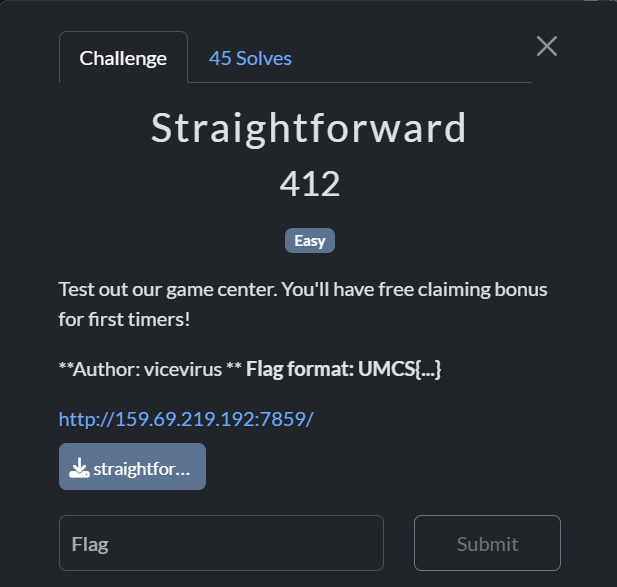 Challenge
45 Solves
Straightforward
412
Easy
Test out our game center. You'll have free claiming bonus
for first timers!
**Author: vicevirus ** Flag format: UMCS{...}
http://159.69.219.192:7859/
straightfor...
Flag
Submit